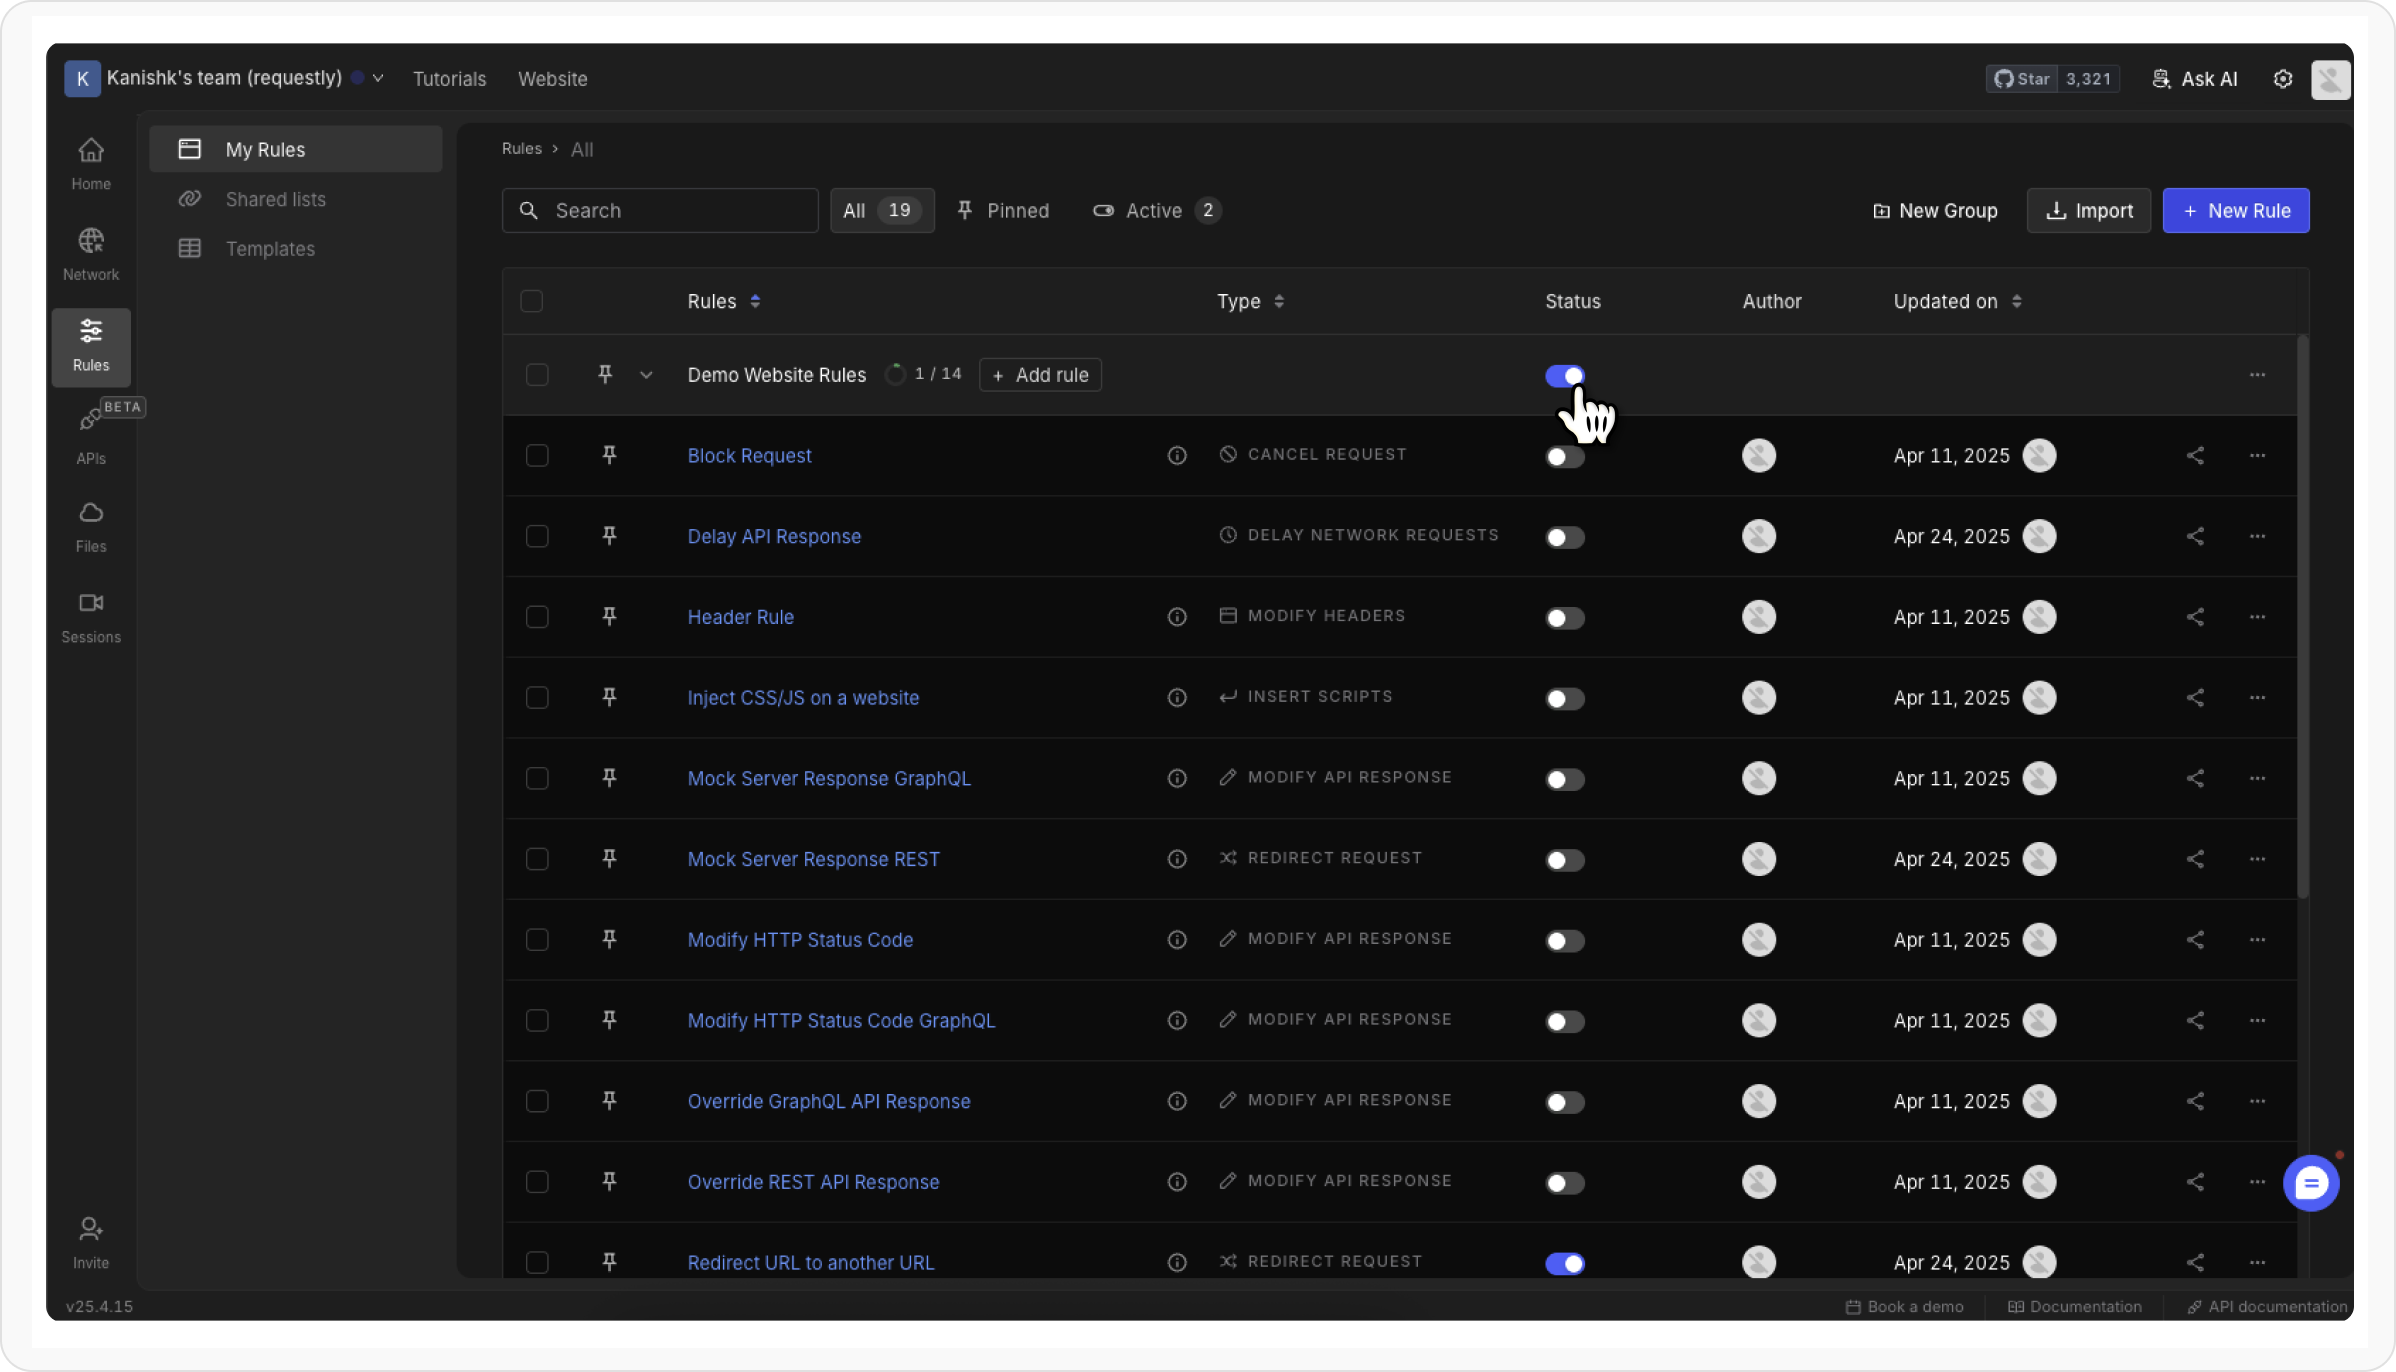 K Kanishk's team (requestly) Tutorials Website Star 3,321 Ask AI
Home
Network
Rules
BETA
APIs
Files
Sessions
Invite
My Rules
Shared lists
Templates
Rules > All
Search All 19 Pinned Active 2 New Group Import + New Rule
Rules Type Status Author Updated on
Demo Website Rules 1 / 14 + Add rule
Block Request CANCEL REQUEST Apr 11, 2025
Delay API Response DELAY NETWORK REQUESTS Apr 24, 2025
Header Rule MODIFY HEADERS Apr 11, 2025
Inject CSS/JS on a website INSERT SCRIPTS Apr 11, 2025
Mock Server Response GraphQL MODIFY API RESPONSE Apr 11, 2025
Mock Server Response REST REDIRECT REQUEST Apr 24, 2025
Modify HTTP Status Code MODIFY API RESPONSE Apr 11, 2025
Modify HTTP Status Code GraphQL MODIFY API RESPONSE Apr 11, 2025
Override GraphQL API Response MODIFY API RESPONSE Apr 11, 2025
Override REST API Response MODIFY API RESPONSE Apr 11, 2025
Redirect URL to another URL REDIRECT REQUEST Apr 24, 2025
v25.4.15 Book a demo Documentation API documentation